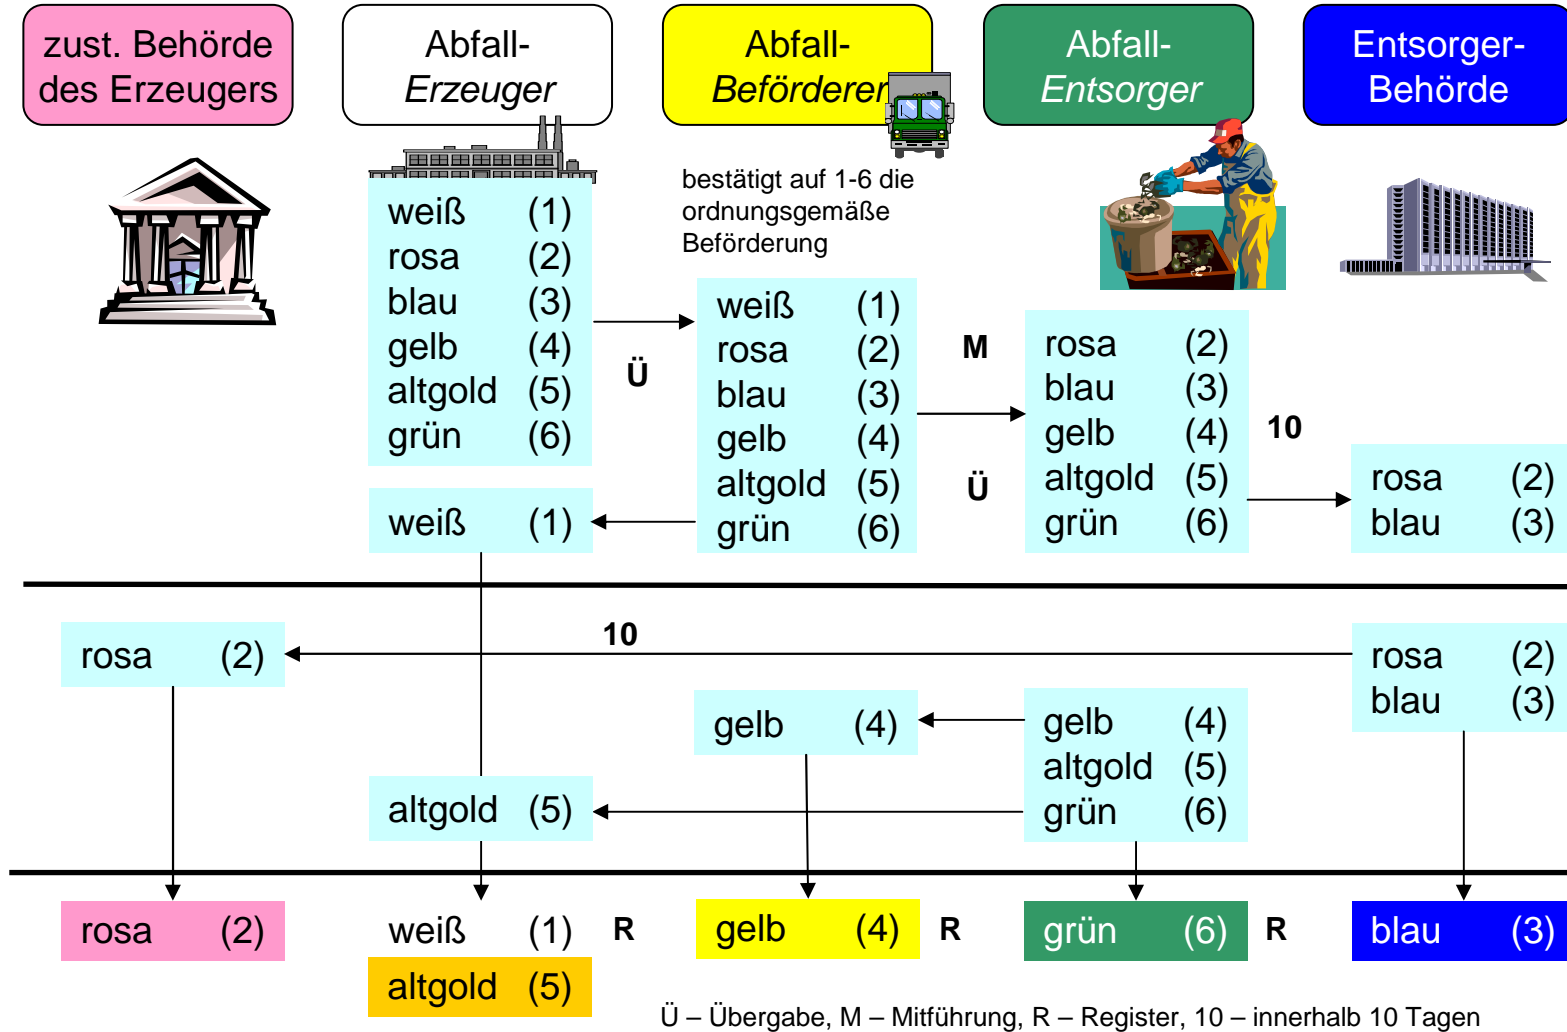 zust. Behörde
des Erzeugers
Abfall-
Erzeuger
Abfall-
Beförderer
Abfall-
Entsorger
Entsorger-
Behörde
bestätigt auf 1-6 die
ordnungsgemäße
Beförderung
weiß (1)
rosa (2)
blau (3)
gelb (4)
altgold (5)
grün (6)
Ü
weiß (1)
rosa (2)
blau (3)
gelb (4)
altgold (5)
grün (6)
M
Ü
rosa (2)
blau (3)
gelb (4)
altgold (5)
grün (6)
10
rosa (2)
blau (3)
weiß (1)
rosa (2)
10
rosa (2)
blau (3)
gelb (4)
gelb (4)
altgold (5)
grün (6)
altgold (5)
rosa (2)
weiß (1) R
altgold (5)
gelb (4) R
grün (6) R
blau (3)
Ü – Übergabe, M – Mitführung, R – Register, 10 – innerhalb 10 Tagen